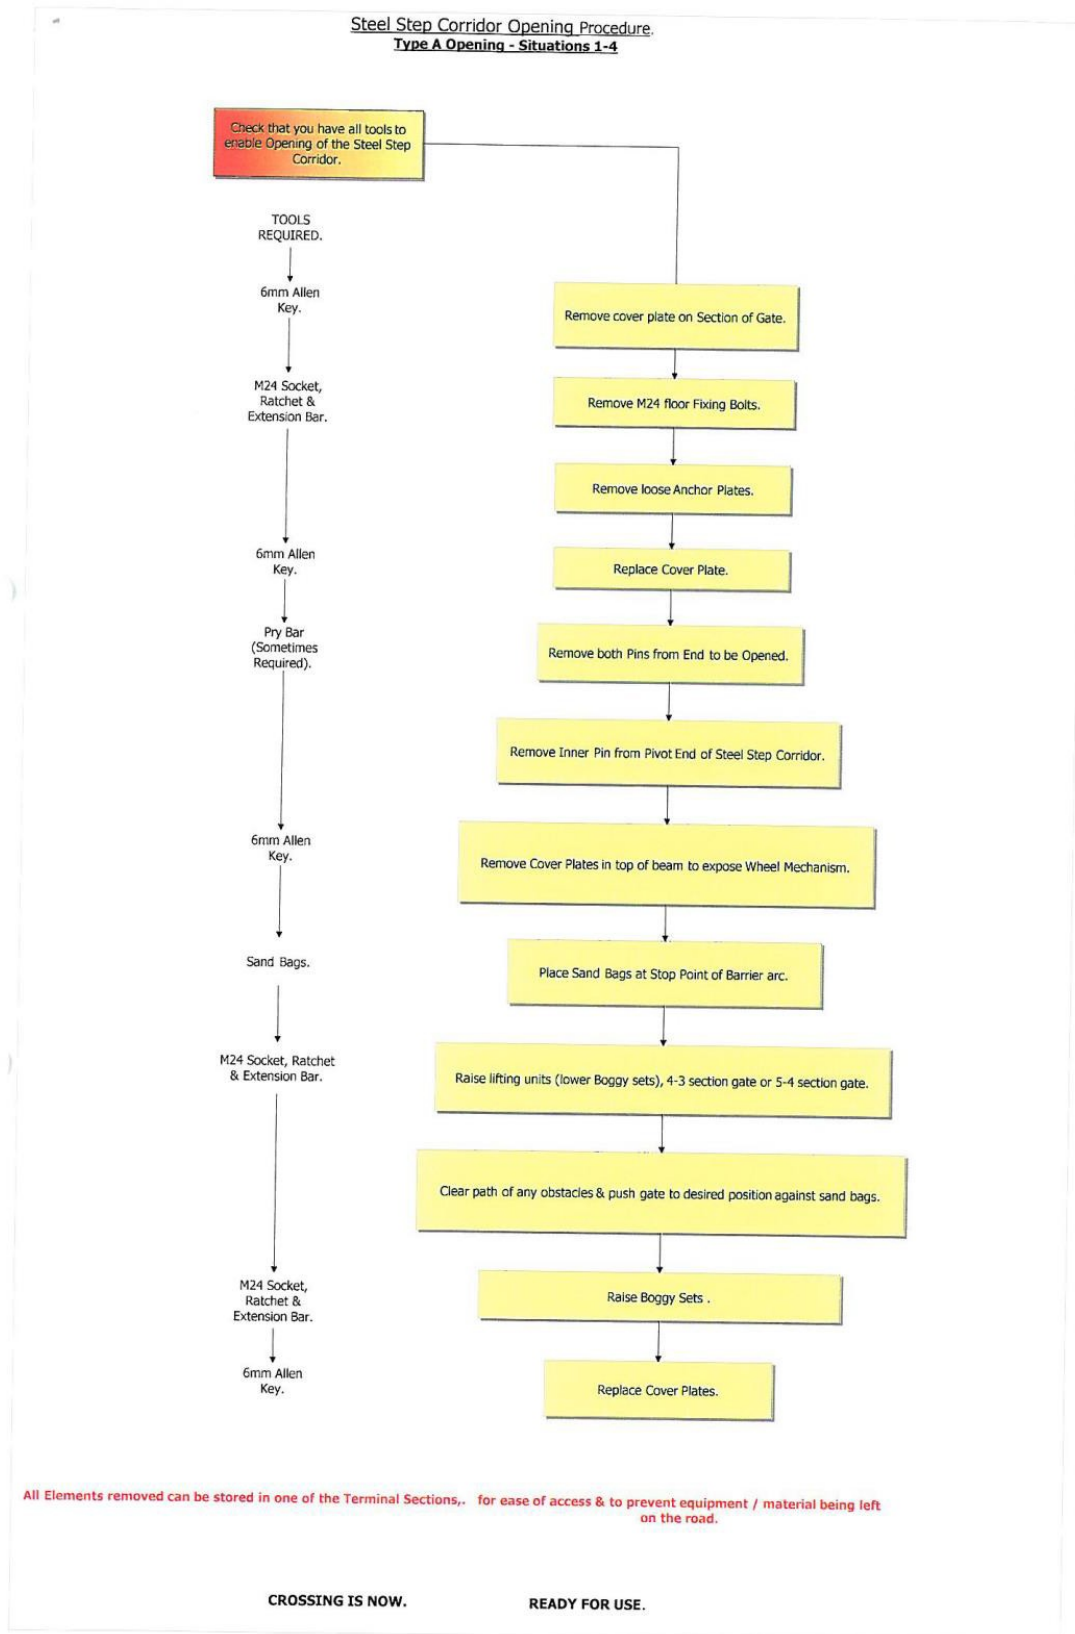 Steel Step Corridor Opening Procedure.
Type A Opening - Situations 1-4
Check that you have all tools to
enable Opening of the Steel Step
Corridor.
TOOLS
REQUIRED.
6mm Allen
Key.
M24 Socket,
Ratchet &
Extension Bar.
6mm Allen
Key.
Pry Bar
(Sometimes
Required).
6mm Allen
Key.
Sand Bags.
M24 Socket, Ratchet
& Extension Bar.
M24 Socket,
Ratchet &
Extension Bar.
6mm Allen
Key.
Remove cover plate on Section of Gate.
Remove M24 floor Fixing Bolts.
Remove loose Anchor Plates.
Replace Cover Plate.
Remove both Pins from End to be Opened.
Remove Inner Pin from Pivot End of Steel Step Corridor.
Remove Cover Plates in top of beam to expose Wheel Mechanism.
Place Sand Bags at Stop Point of Barrier arc.
Raise lifting units (lower Boggy sets), 4-3 section gate or 5-4 section gate.
Clear path of any obstacles & push gate to desired position against sand bags.
Raise Boggy Sets .
Replace Cover Plates.
All Elements removed can be stored in one of the Terminal Sections,. for ease of access & to prevent equipment / material being left
on the road.
CROSSING IS NOW. READY FOR USE.